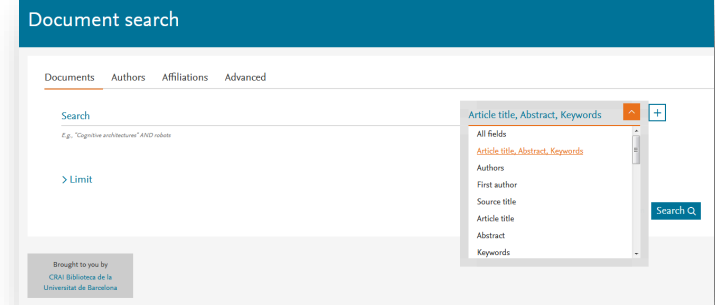 Document search
Documents Authors Affiliations Advanced
Search
E.g., "Cognitive architectures" AND robots
Article title, Abstract, Keywords
+
All fields
Article title, Abstract, Keywords
Authors
First author
Source title
Article title
Abstract
Keywords
> Limit
Search
Brought to you by
CRAI Biblioteca de la
Universitat de Barcelona